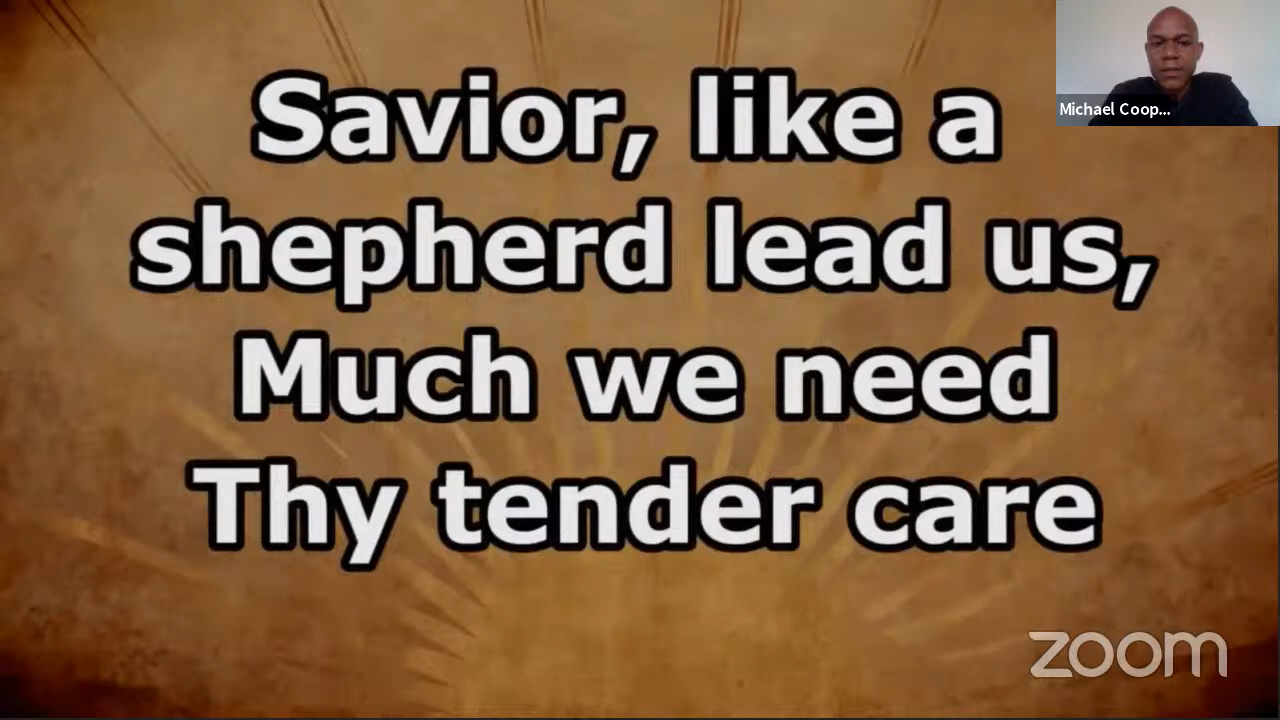 Savior, like a
shepherd lead us,
Much we need
Thy tender care
Michael Coop...
zoom